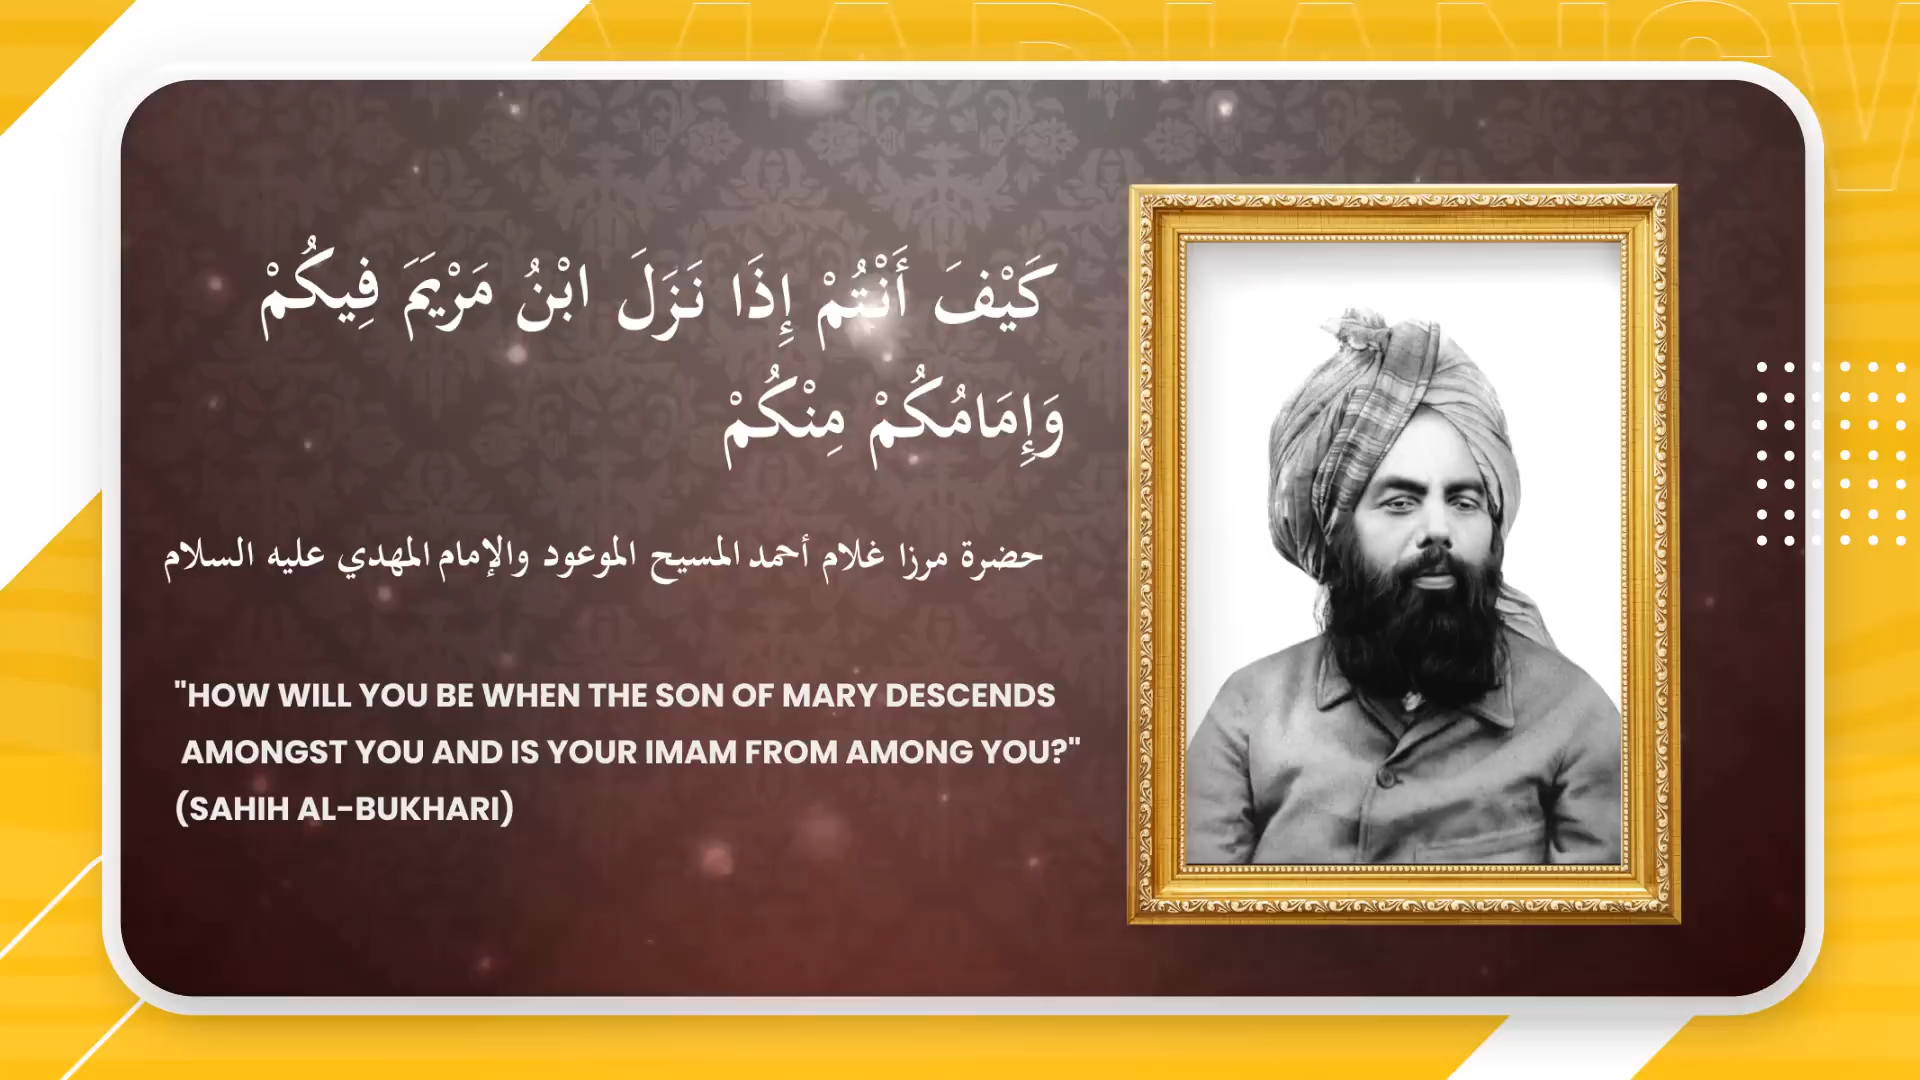 كَيْفَ أَنْتُمْ إِذَا نَزَلَ ابْنُ مَرْيَمَ فِيكُمْ
وَإِمَامُكُمْ مِنْكُمْ
حضرة مرزا غلام أحمد المسيح الموعود والإمام المهدي عليه السلام
"HOW WILL YOU BE WHEN THE SON OF MARY DESCENDS
AMONGST YOU AND IS YOUR IMAM FROM AMONG YOU?"
(SAHIH AL-BUKHARI)